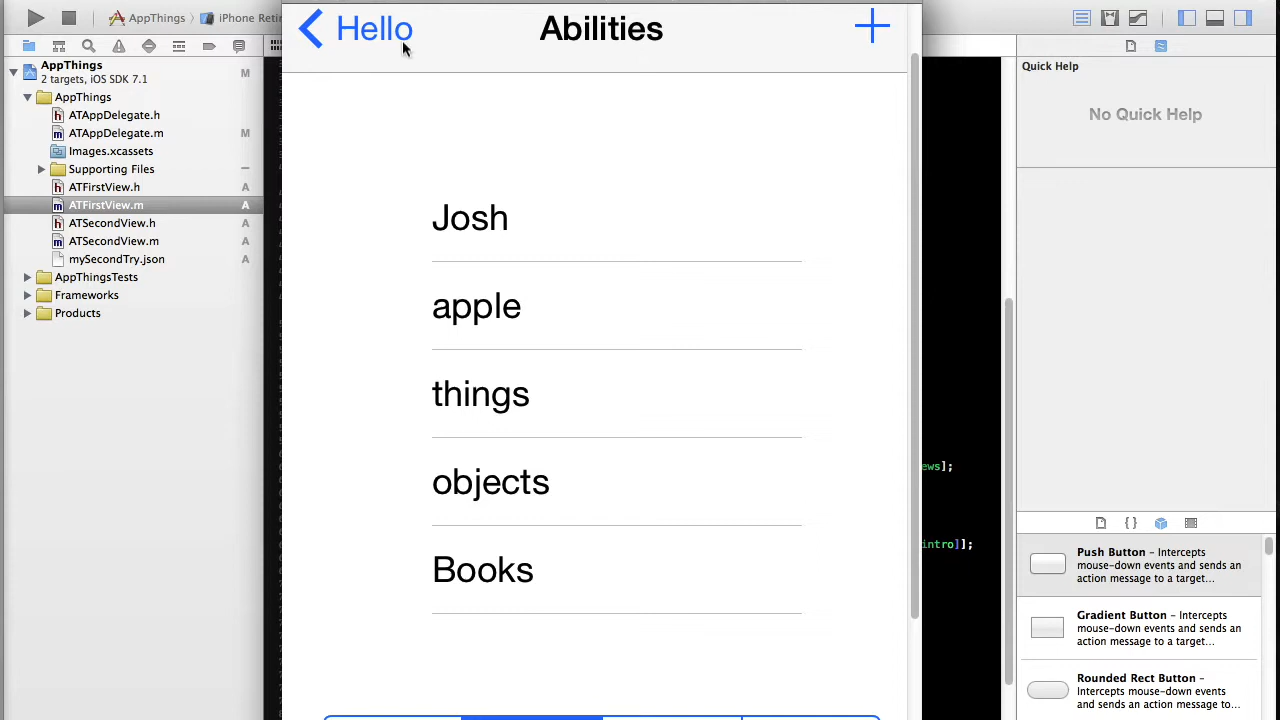 AppThings
iPhone Retin
Hello
Abilities
AppThings
2 targets, iOS SDK 7.1
M
AppThings
ATAppDelegate.h
ATAppDelegate.m
M
Images.xcassets
Supporting Files
ATFirstView.h
A
ATFirstView.m
A
ATSecondView.h
A
ATSecondView.m
A
mySecondTry.json
A
AppThingsTests
Frameworks
Products
Josh
apple
things
objects
Books
ews];
intro]];
Quick Help
No Quick Help
{ }
Push Button – Intercepts
mouse-down events and sends an
action message to a target...
Gradient Button – Intercepts
mouse-down events and sends an
action message to a target...
Rounded Rect Button –
Intercepts mouse-down events
and sends an action message to...